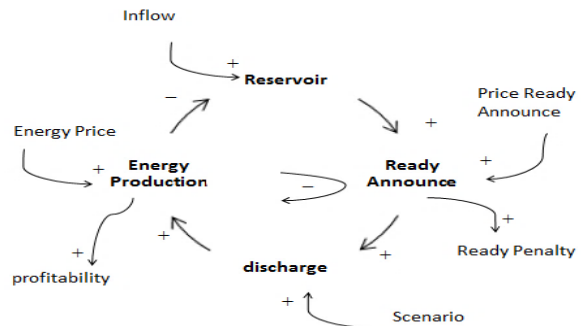 Inflow
+
Reservoir
−
+
Price Ready
Announce
Energy Price
+
+
Energy
Production
−
Ready
Announce
+
+
+
+
Ready Penalty
profitability
discharge
+
Scenario